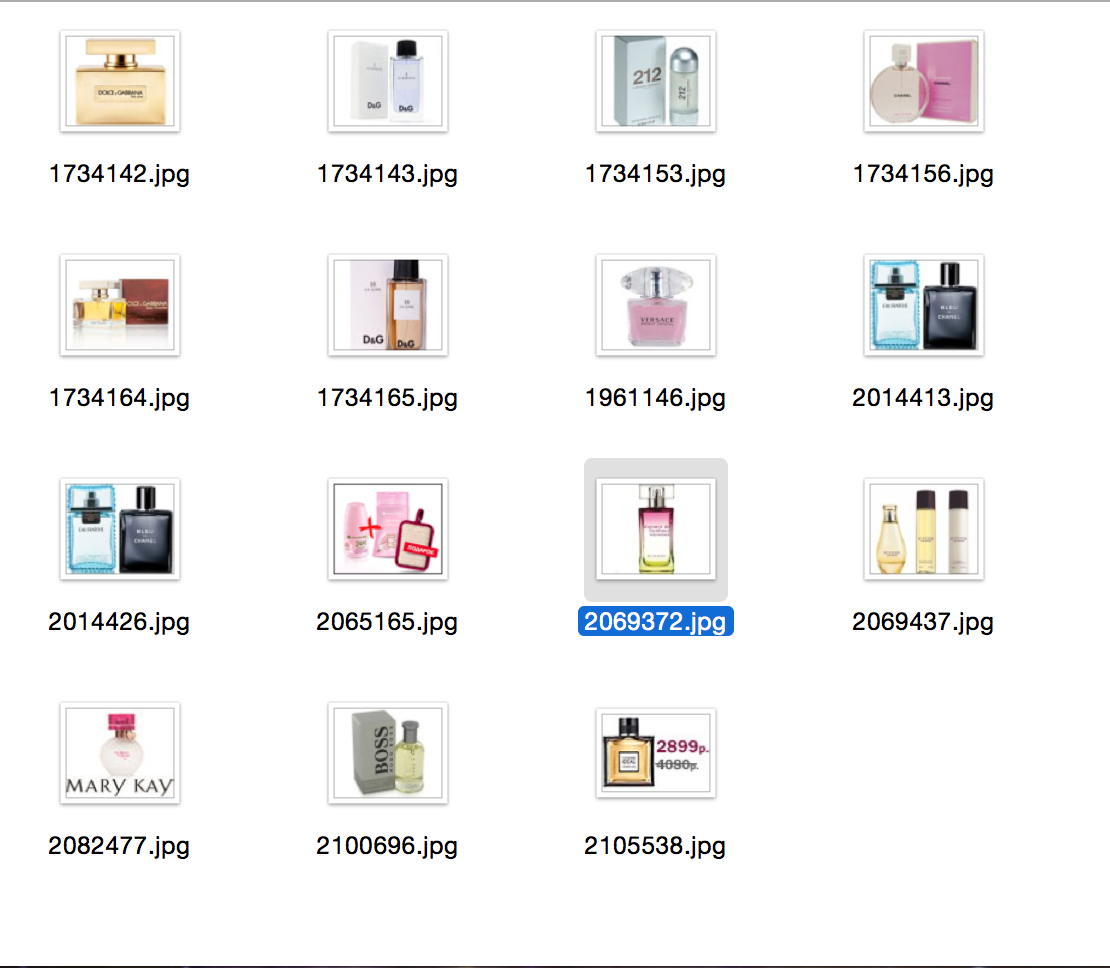 DOLCE & GABBANA
D&G
D&G
212
212
CHANEL
CHANEL
1734142.jpg
1734143.jpg
1734153.jpg
1734156.jpg
DOLCE & GABBANA
D&G
D&G
VERSACE
BLEU
CHANEL
1734164.jpg
1734165.jpg
1961146.jpg
2014413.jpg
BLEU
CHANEL
ПОДАРОК
2014426.jpg
2065165.jpg
2069372.jpg
2069437.jpg
MARY KAY
BOSS
2899р.
4080р.
IDEAL
2082477.jpg
2100696.jpg
2105538.jpg